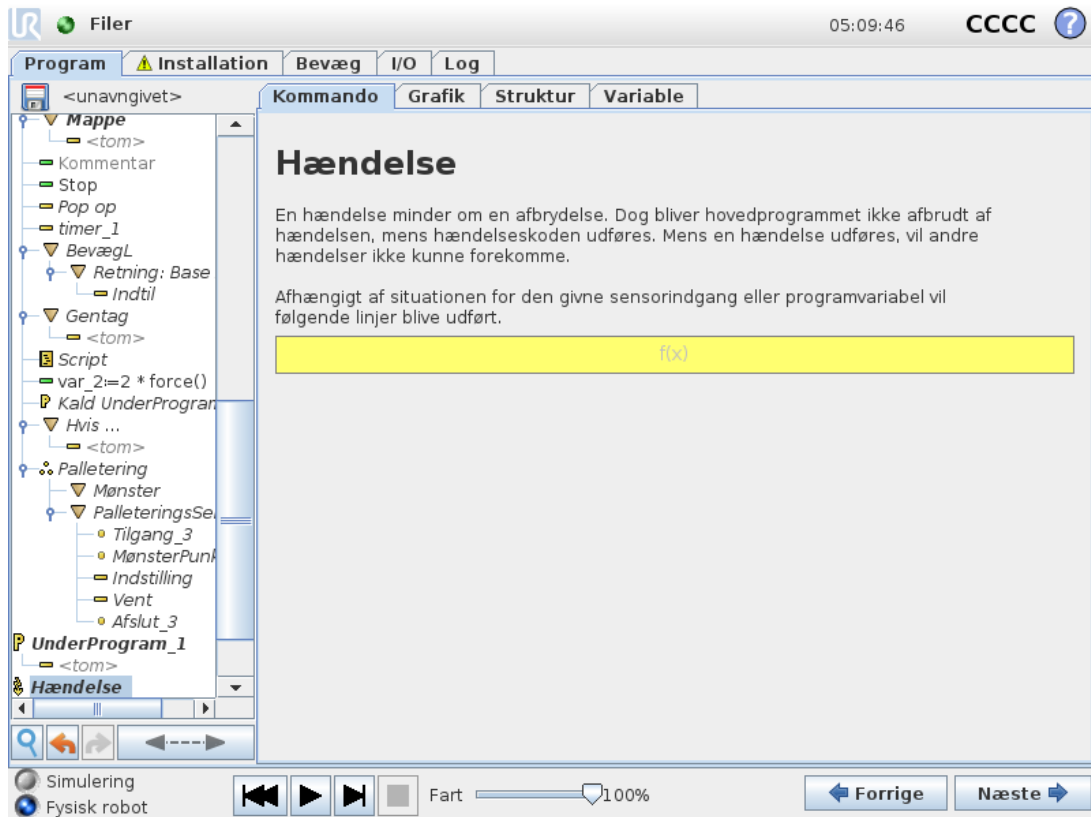 UR Filer 05:09:46 CCCC ?
Program Installation Bevæg I/O Log
<unavngivet>
Kommando Grafik Struktur Variable
Mappe
<tom>
Kommentar
Stop
Pop op
timer_1
BevægL
Retning: Base
Indtil
Gentag
<tom>
Script
var_2:=2 * force()
Kald UnderProgram
Hvis ...
<tom>
Palletering
Mønster
PalleteringsSe
Tilgang_3
MønsterPunk
Indstilling
Vent
Afslut_3
UnderProgram_1
<tom>
Hændelse
Hændelse
En hændelse minder om en afbrydelse. Dog bliver hovedprogrammet ikke afbrudt af
hændelsen, mens hændelseskoden udføres. Mens en hændelse udføres, vil andre
hændelser ikke kunne forekomme.
Afhængigt af situationen for den givne sensorindgang eller programvariabel vil
følgende linjer blive udført.
f(x)
Simulering
Fysisk robot
Fart 100%
Forrige Næste